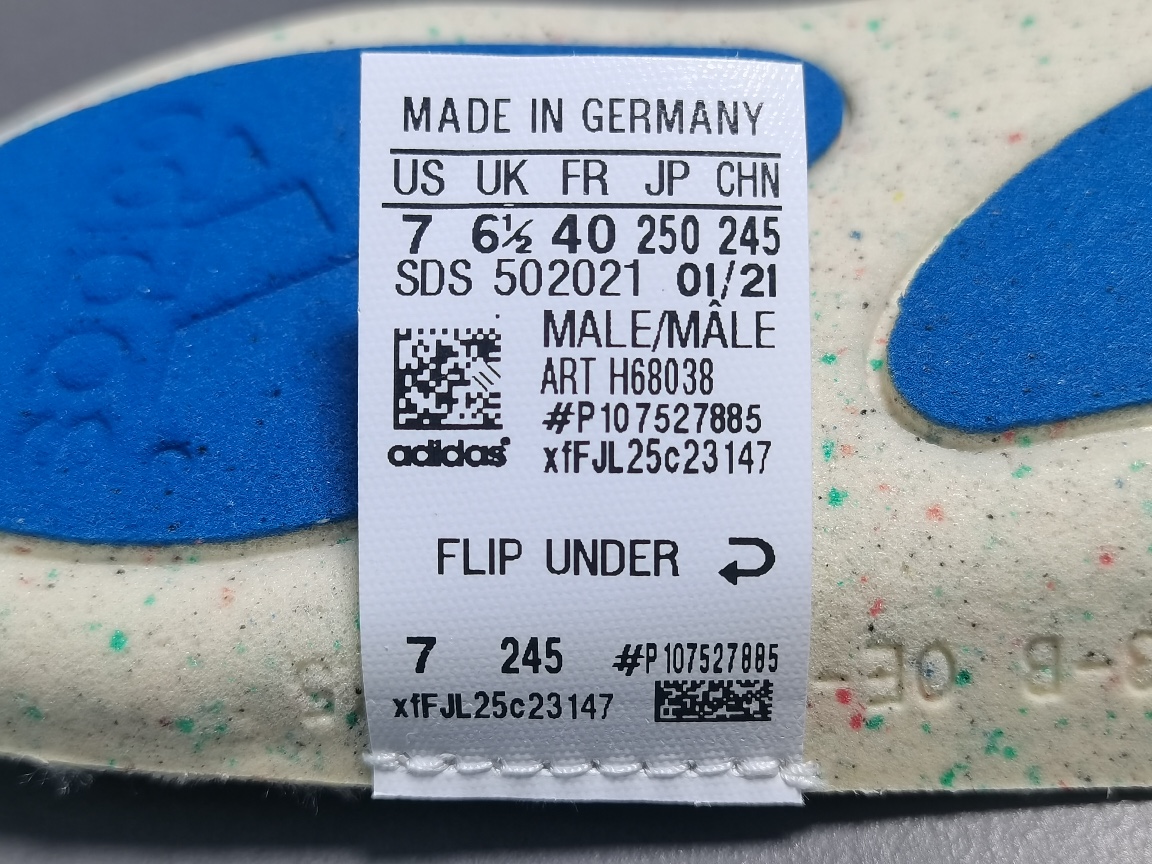 MADE IN GERMANY
US UK FR JP CHN
7 6½ 40 250 245
SDS 502021 01/21
MALE/MÂLE
ART H68038
#P107527885
adidas® xfFJL25c23147
FLIP UNDER
7 245 #P107527885
xfFJL25c23147
adidas